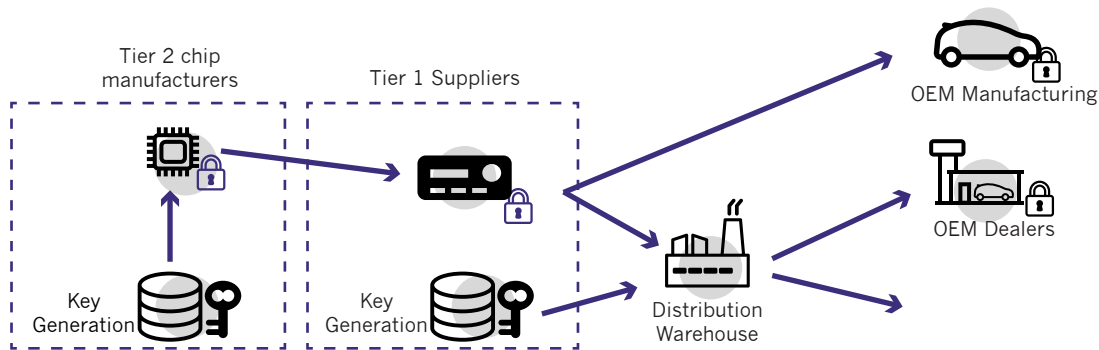 Tier 2 chip
manufacturers
Tier 1 Suppliers
OEM Manufacturing
OEM Dealers
Key
Generation
Key
Generation
Distribution
Warehouse